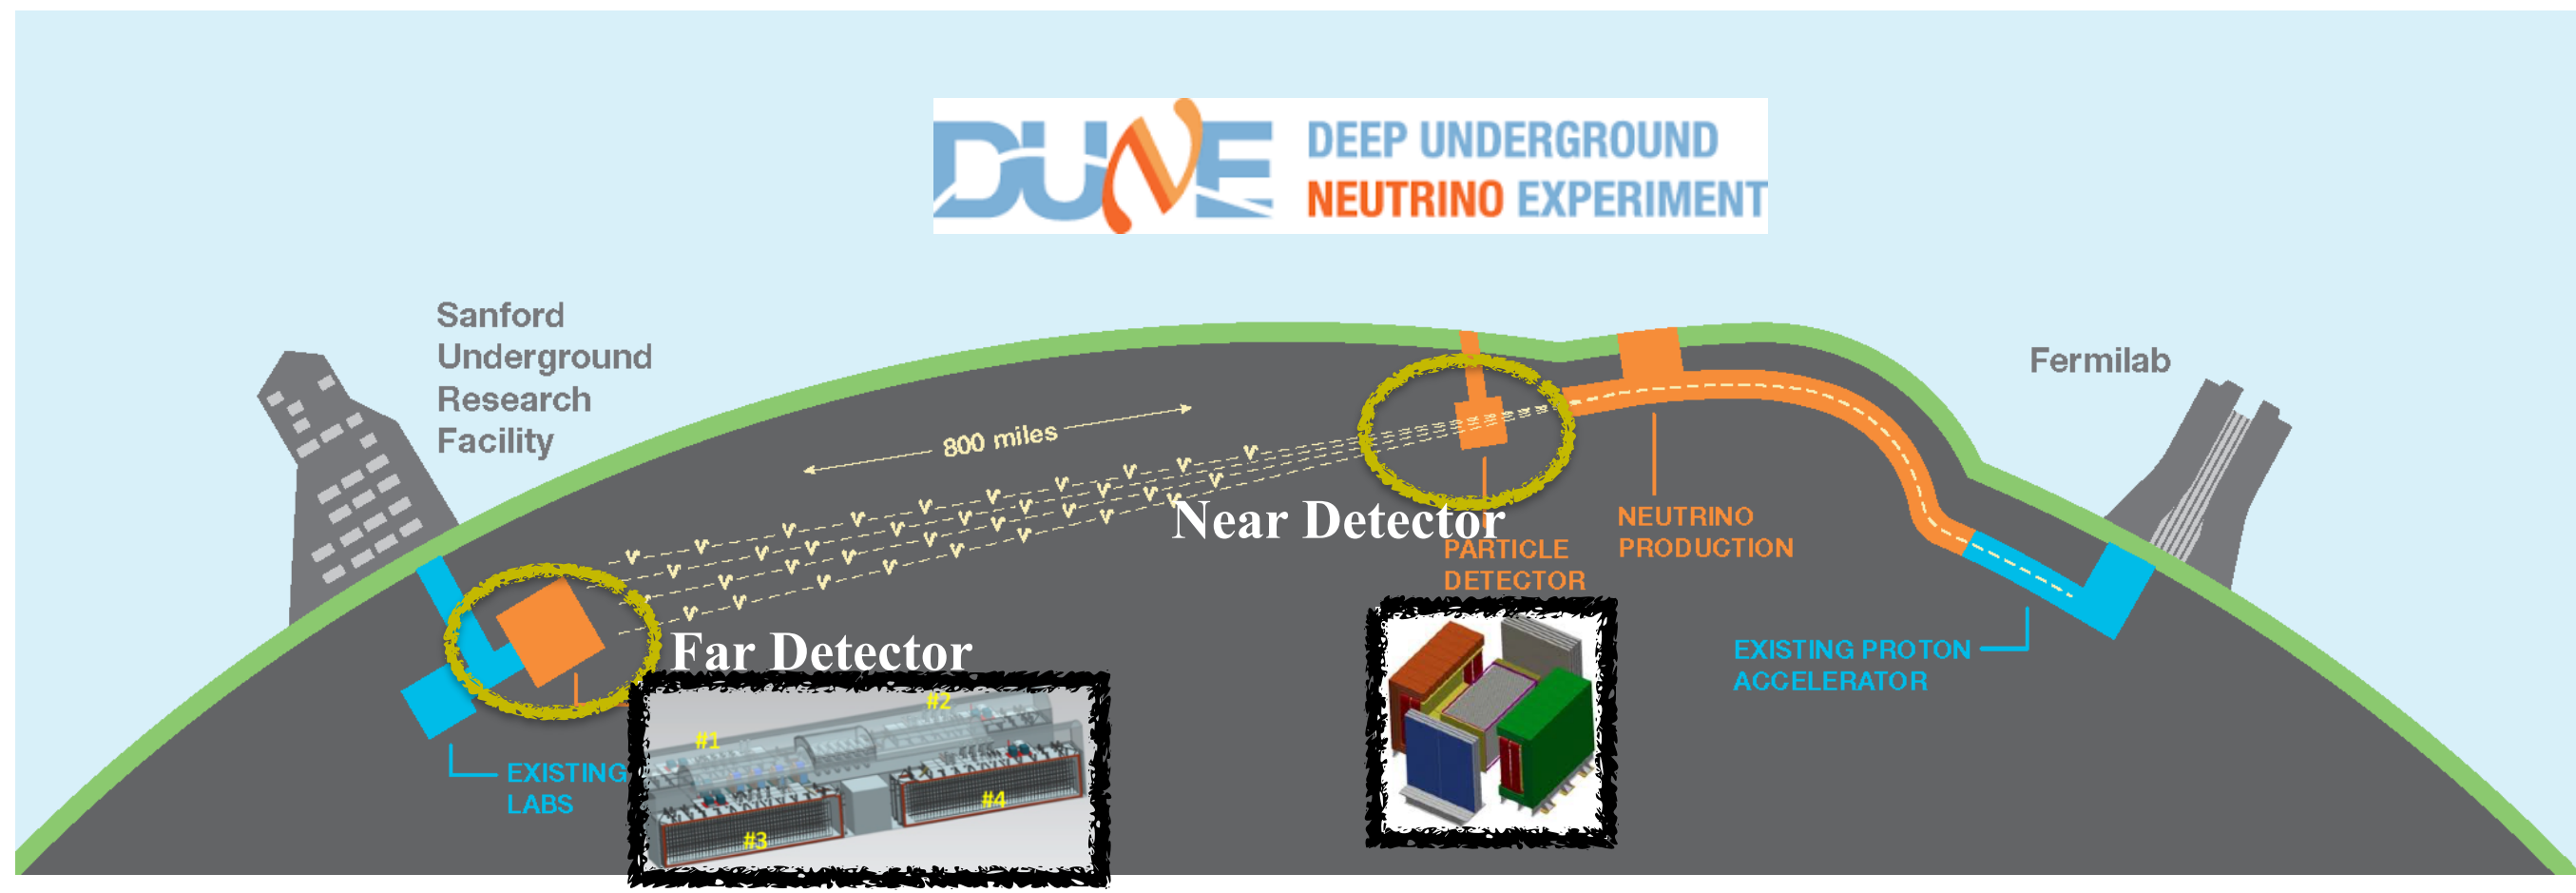 DUNE
DEEP UNDERGROUND
NEUTRINO EXPERIMENT
Sanford
Underground
Research
Facility
Fermilab
800 miles
Near Detector
NEUTRINO
PRODUCTION
PARTICLE
DETECTOR
Far Detector
EXISTING PROTON
ACCELERATOR
EXISTING
LABS
#1
#2
#3
#4